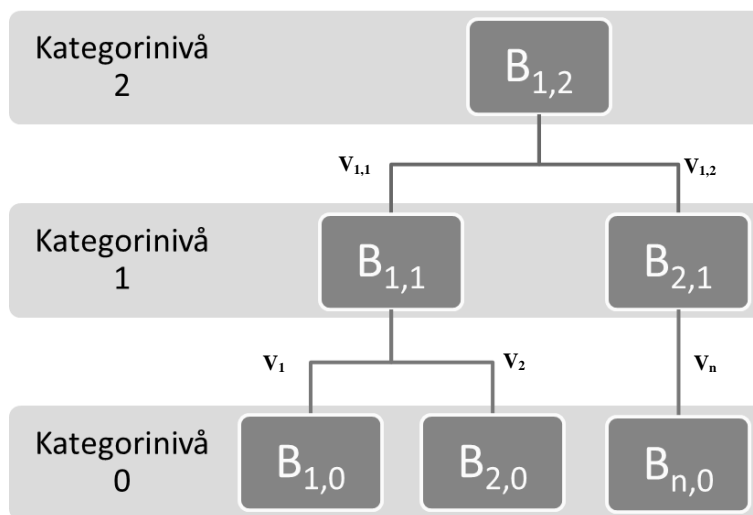 Kategorinivå
2
B1,2
V1,1
V1,2
Kategorinivå
1
B1,1
B2,1
V1
V2
Vn
Kategorinivå
0
B1,0
B2,0
Bn,0